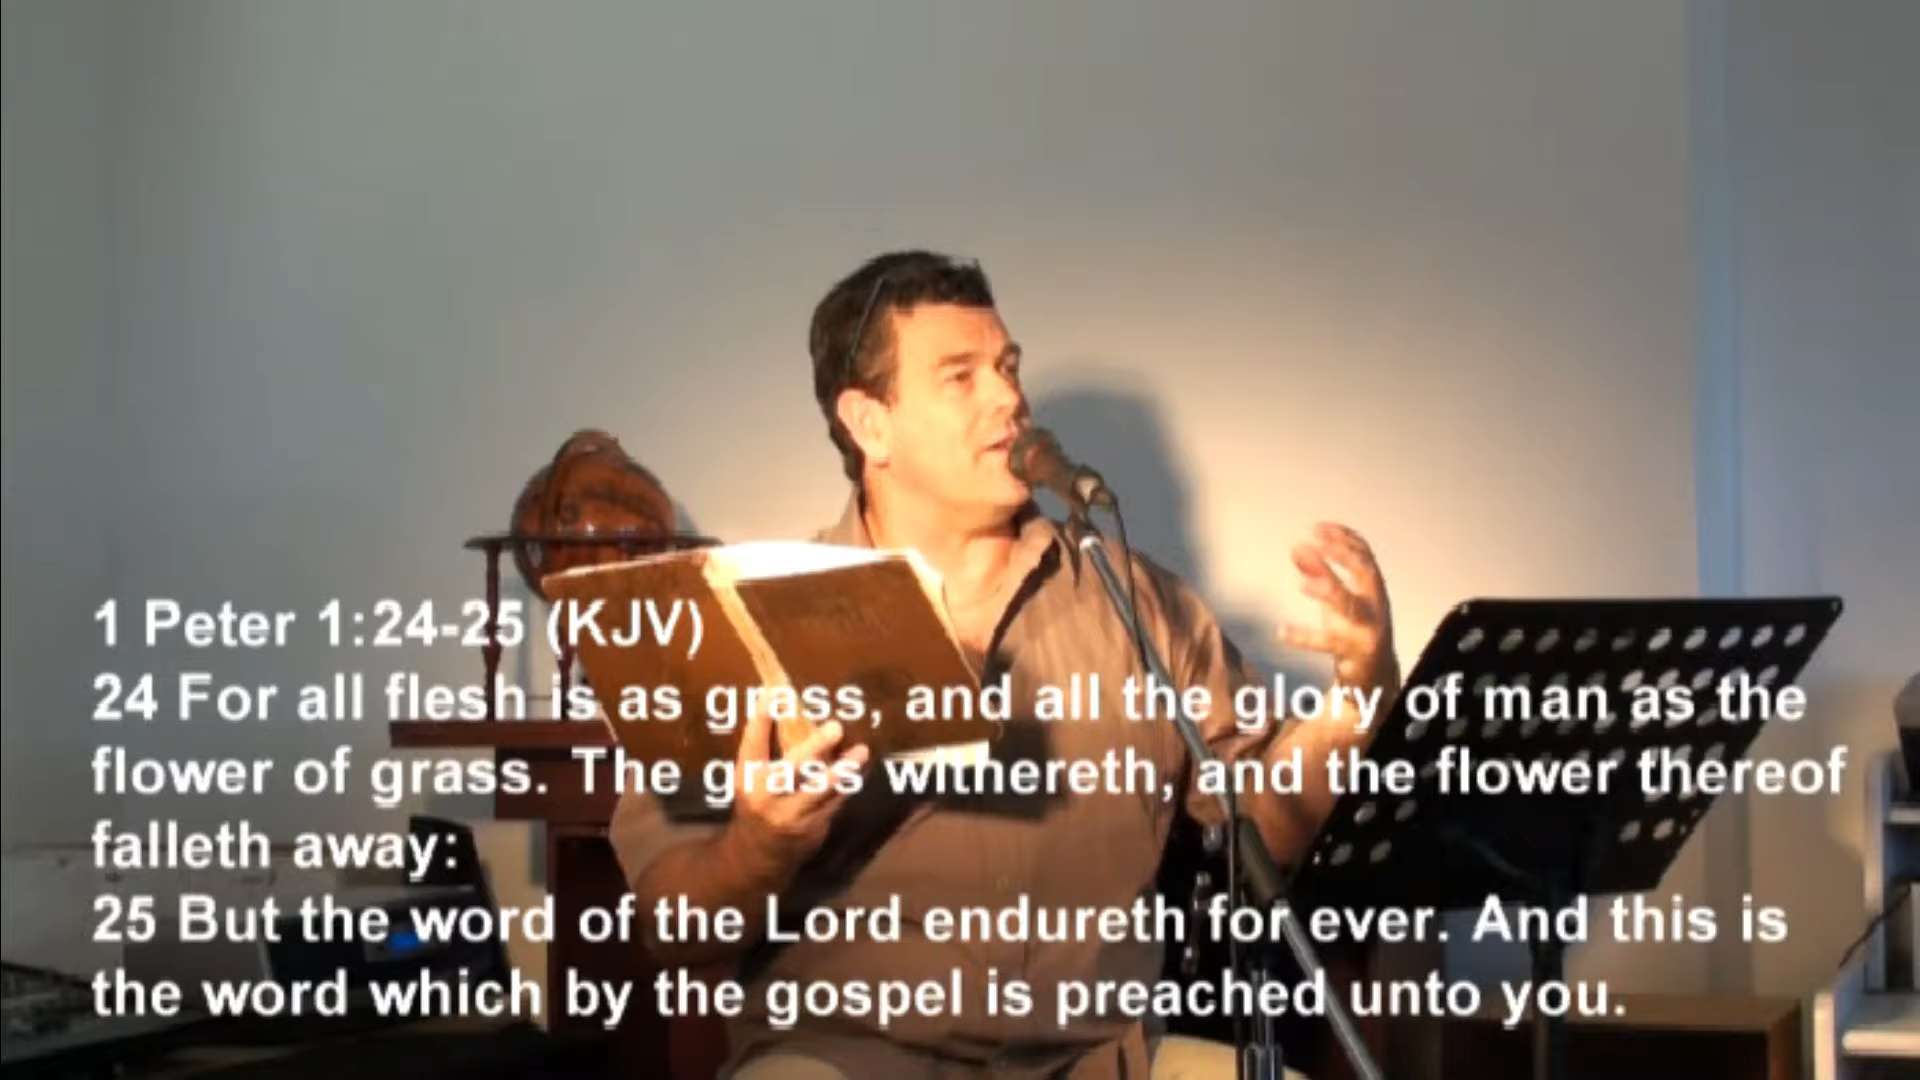 1 Peter 1:24-25 (KJV)
24 For all flesh is as grass, and all the glory of man as the
flower of grass. The grass withereth, and the flower thereof
falleth away:
25 But the word of the Lord endureth for ever. And this is
the word which by the gospel is preached unto you.